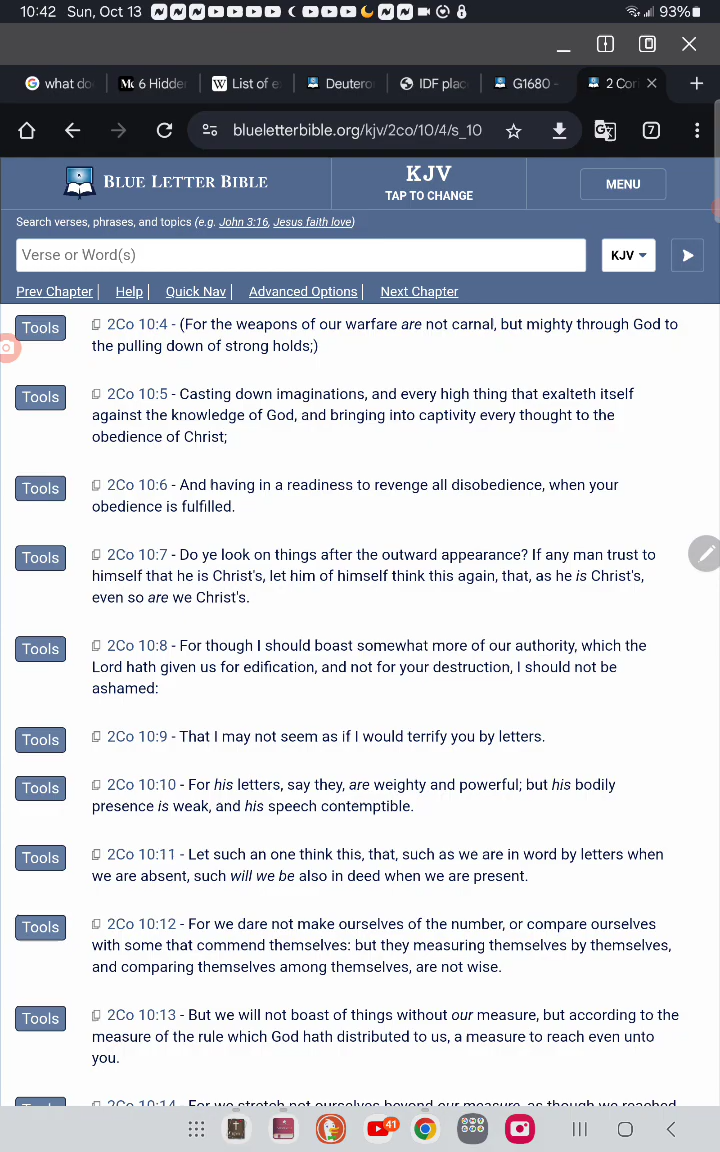 10:42 Sun, Oct 13 93%
what do
6 Hidder
List of e
Deutero
IDF plac
G1680 -
2 Cor
blueletterbible.org/kjv/2co/10/4/s_10
7
BLUE LETTER BIBLE
KJV
TAP TO CHANGE
MENU
Search verses, phrases, and topics (e.g. John 3:16, Jesus faith love)
Verse or Word(s)
KJV
Prev Chapter | Help | Quick Nav | Advanced Options | Next Chapter
Tools 2Co 10:4 - (For the weapons of our warfare are not carnal, but mighty through God to
the pulling down of strong holds;)
Tools 2Co 10:5 - Casting down imaginations, and every high thing that exalteth itself
against the knowledge of God, and bringing into captivity every thought to the
obedience of Christ;
Tools 2Co 10:6 - And having in a readiness to revenge all disobedience, when your
obedience is fulfilled.
Tools 2Co 10:7 - Do ye look on things after the outward appearance? If any man trust to
himself that he is Christ's, let him of himself think this again, that, as he is Christ's,
even so are we Christ's.
Tools 2Co 10:8 - For though I should boast somewhat more of our authority, which the
Lord hath given us for edification, and not for your destruction, I should not be
ashamed:
Tools 2Co 10:9 - That I may not seem as if I would terrify you by letters.
Tools 2Co 10:10 - For his letters, say they, are weighty and powerful; but his bodily
presence is weak, and his speech contemptible.
Tools 2Co 10:11 - Let such an one think this, that, such as we are in word by letters when
we are absent, such will we be also in deed when we are present.
Tools 2Co 10:12 - For we dare not make ourselves of the number, or compare ourselves
with some that commend themselves: but they measuring themselves by themselves,
and comparing themselves among themselves, are not wise.
Tools 2Co 10:13 - But we will not boast of things without our measure, but according to the
measure of the rule which God hath distributed to us, a measure to reach even unto
you.
Tools 2Co 10:14 - For we stretch not ourselves beyond our measure, as though we reached
41